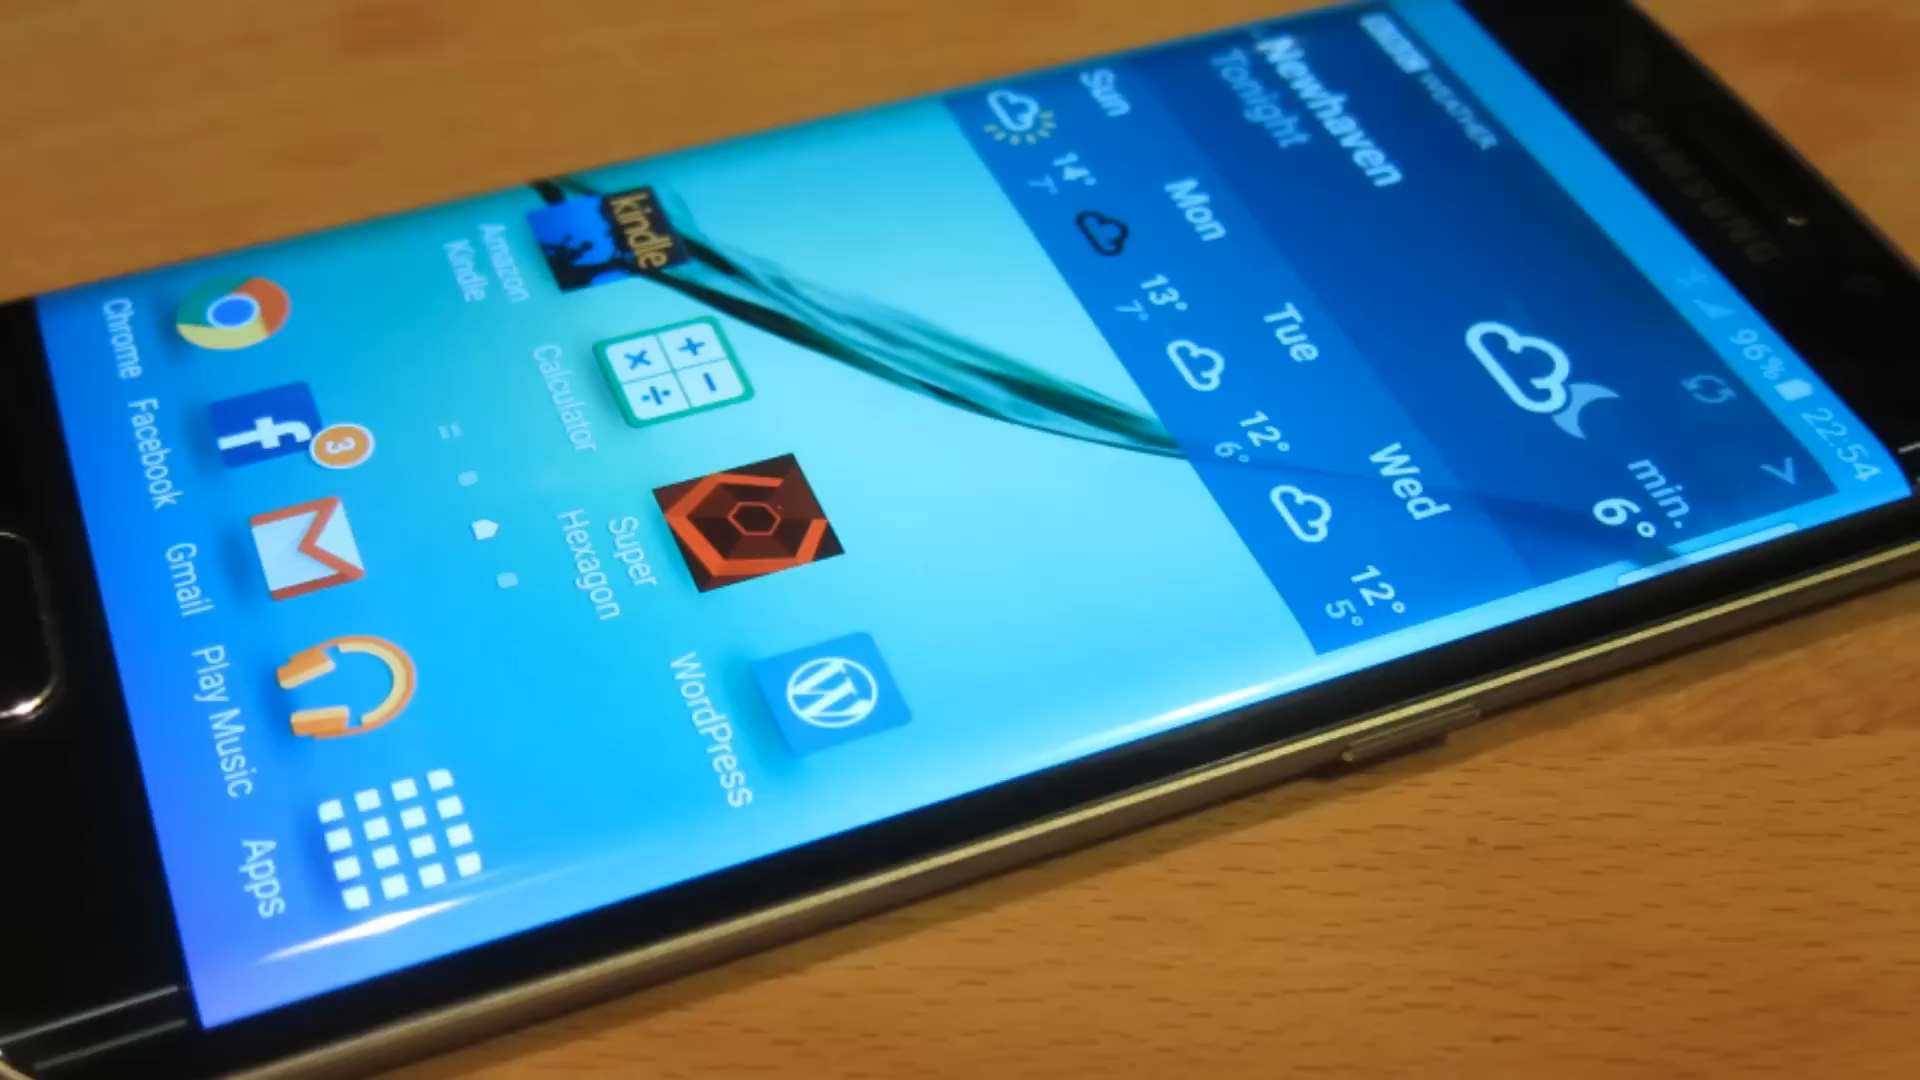 SAMSUNG
96% 22:54
WEATHER
Newhaven
Tonight
min.
6°
Sun Mon Tue Wed
14° 13° 12° 12°
7° 7° 6° 5°
kindle
Amazon Kindle
Calculator
Super Hexagon
WordPress
3
Chrome Facebook Gmail Play Music Apps